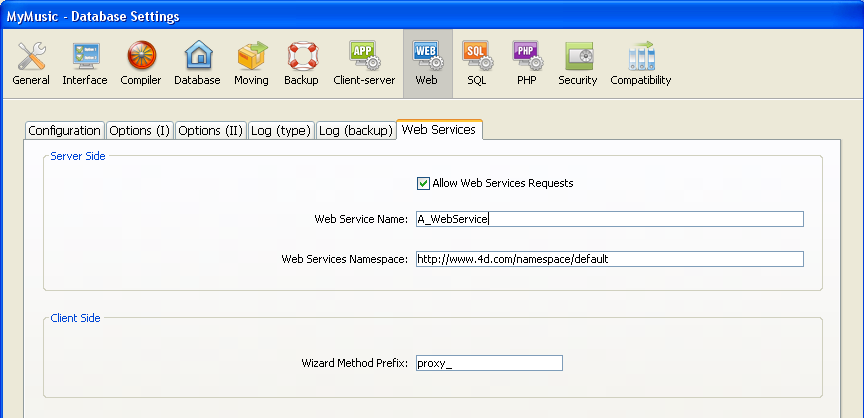 MyMusic - Database Settings
APP WEB SQL PHP
General Interface Compiler Database Moving Backup Client-server Web SQL PHP Security Compatibility
Configuration Options (I) Options (II) Log (type) Log (backup) Web Services
Server Side
Allow Web Services Requests
Web Service Name: A_WebService
Web Services Namespace: http://www.4d.com/namespace/default
Client Side
Wizard Method Prefix: proxy_